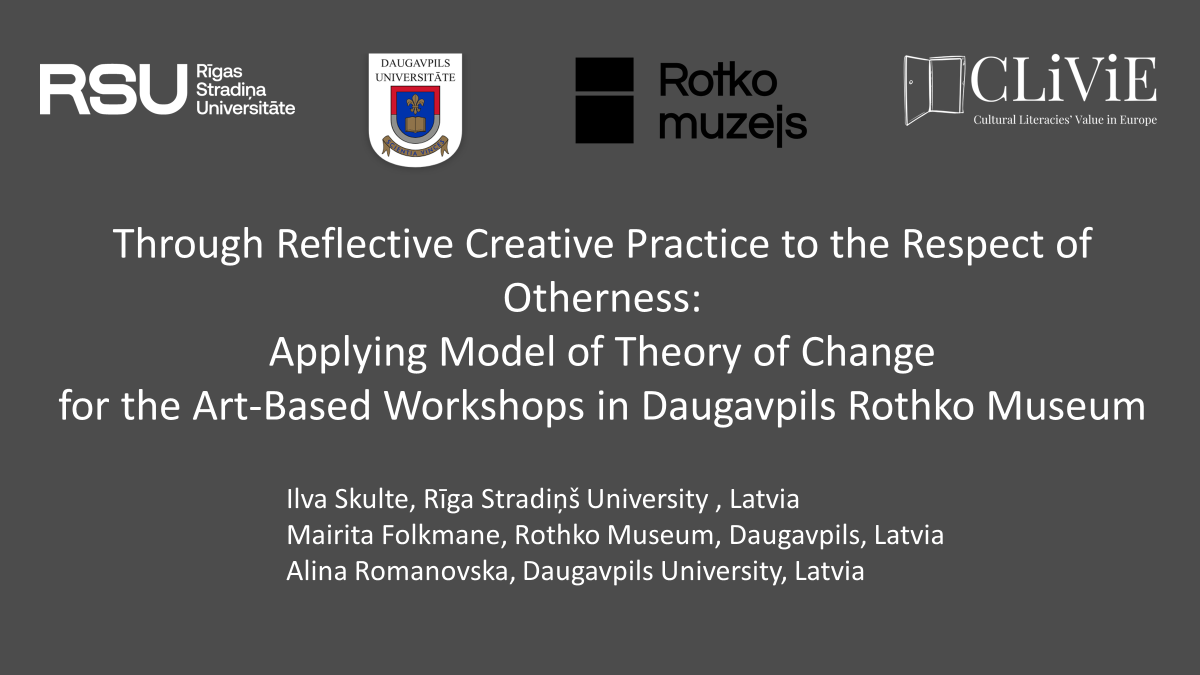 RSU Rīgas
Stradiņa
Universitāte
DAUGAVPILS
UNIVERSITĀTE
SCIENTIA VINCES
Rotko
muzejs
CLiViE
Cultural Literacies' Value in Europe
Through Reflective Creative Practice to the Respect of
Otherness:
Applying Model of Theory of Change
for the Art-Based Workshops in Daugavpils Rothko Museum
Ilva Skulte, Rīga Stradiņš University , Latvia
Mairita Folkmane, Rothko Museum, Daugavpils, Latvia
Alina Romanovska, Daugavpils University, Latvia